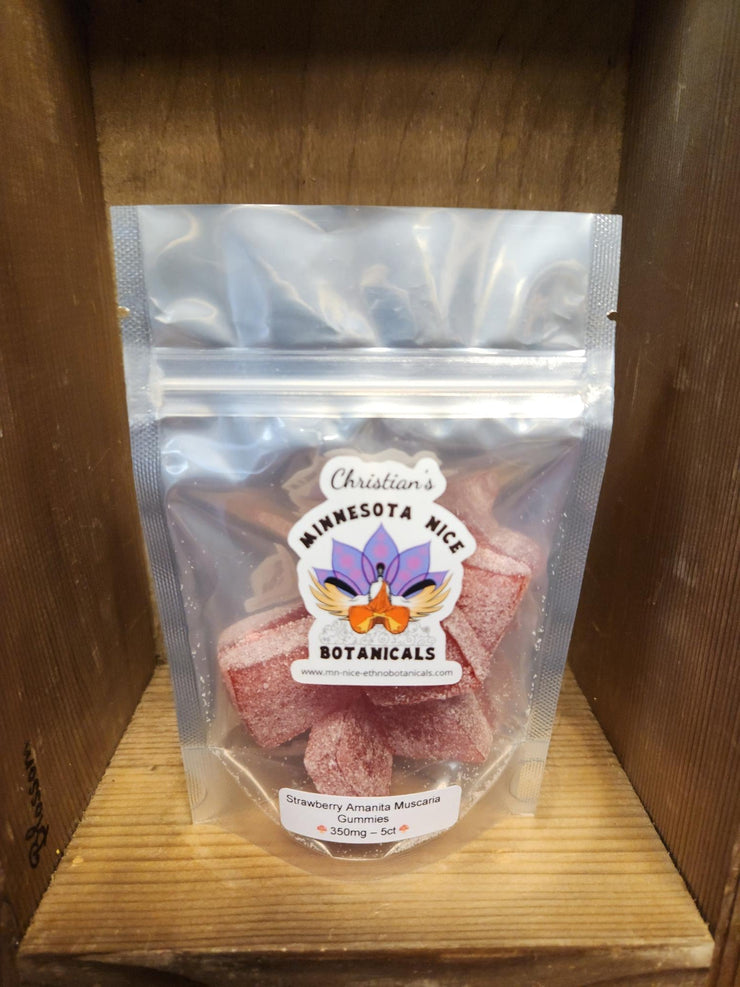 Christian's
MINNESOTA NICE
BOTANICALS
www.mn-nice-ethnobotanicals.com
Strawberry Amanita Muscaria
Gummies
350mg – 5ct